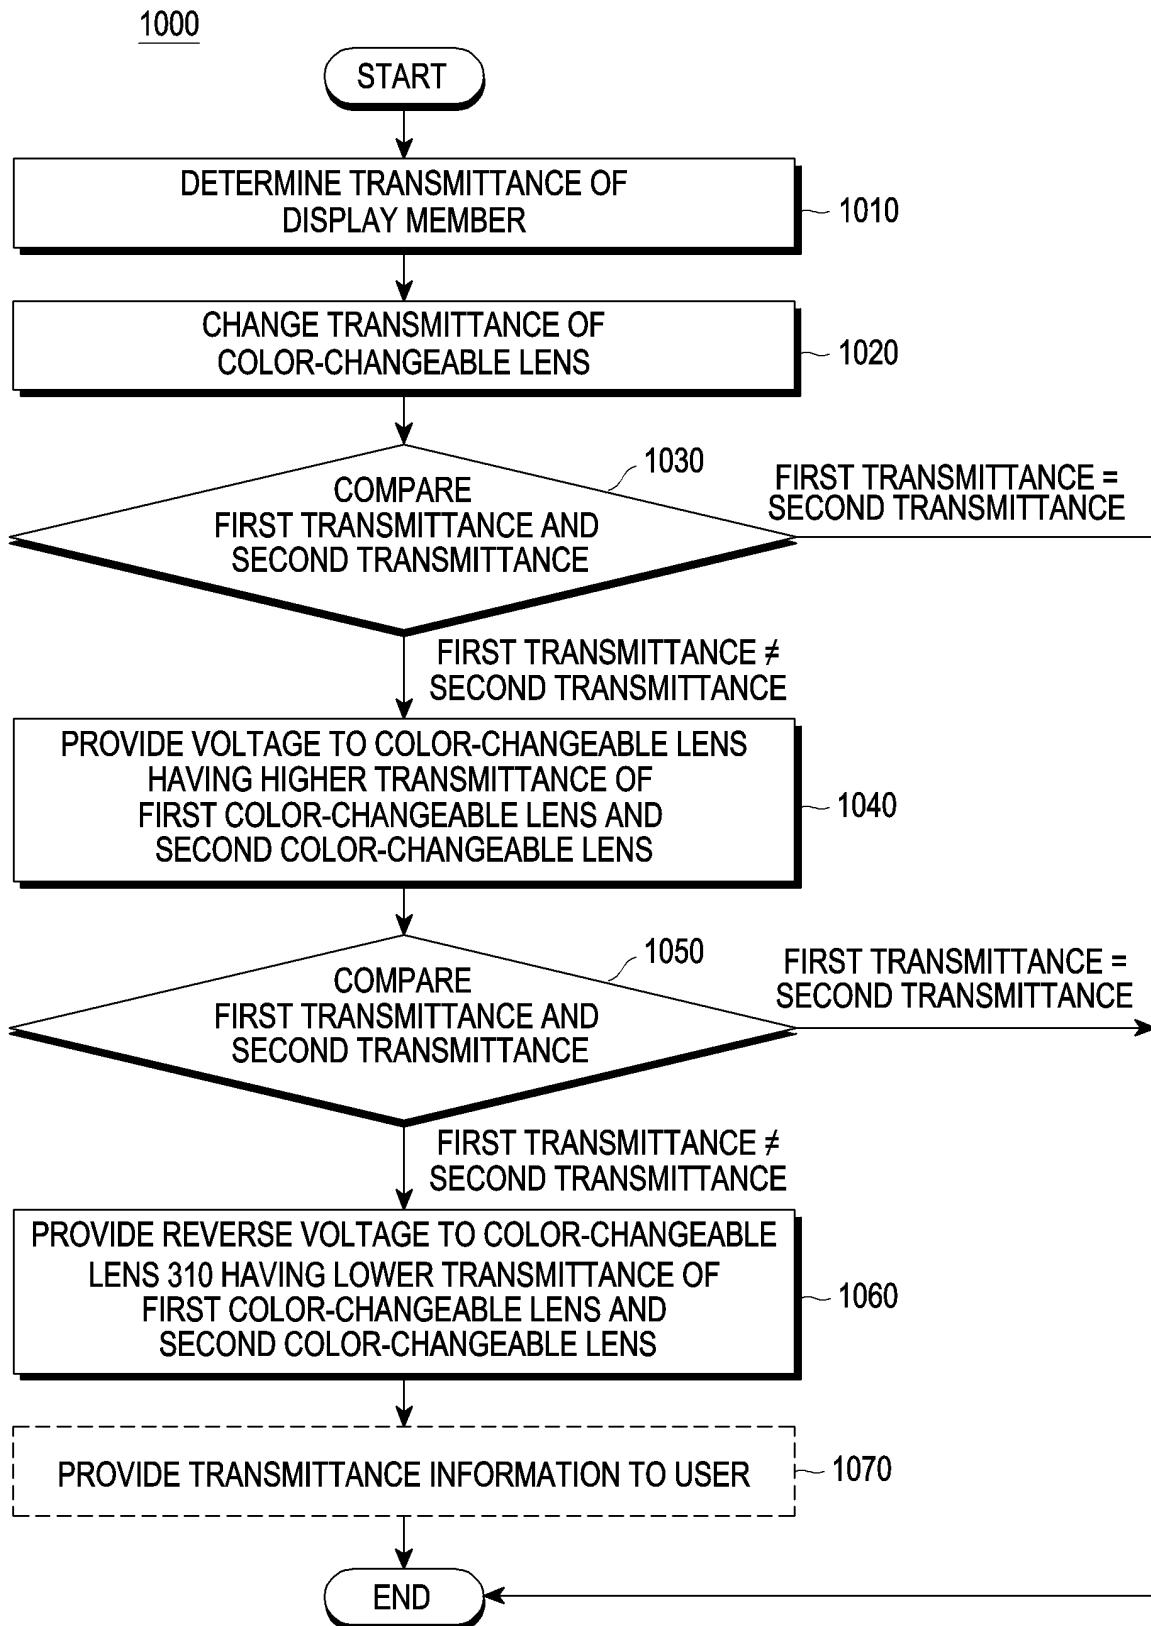 1000
START
DETERMINE TRANSMITTANCE OF
DISPLAY MEMBER
1010
CHANGE TRANSMITTANCE OF
COLOR-CHANGEABLE LENS
1020
1030
COMPARE
FIRST TRANSMITTANCE AND
SECOND TRANSMITTANCE
FIRST TRANSMITTANCE =
SECOND TRANSMITTANCE
FIRST TRANSMITTANCE ≠
SECOND TRANSMITTANCE
PROVIDE VOLTAGE TO COLOR-CHANGEABLE LENS
HAVING HIGHER TRANSMITTANCE OF
FIRST COLOR-CHANGEABLE LENS AND
SECOND COLOR-CHANGEABLE LENS
1040
1050
COMPARE
FIRST TRANSMITTANCE AND
SECOND TRANSMITTANCE
FIRST TRANSMITTANCE =
SECOND TRANSMITTANCE
FIRST TRANSMITTANCE ≠
SECOND TRANSMITTANCE
PROVIDE REVERSE VOLTAGE TO COLOR-CHANGEABLE
LENS 310 HAVING LOWER TRANSMITTANCE OF
FIRST COLOR-CHANGEABLE LENS AND
SECOND COLOR-CHANGEABLE LENS
1060
PROVIDE TRANSMITTANCE INFORMATION TO USER
1070
END